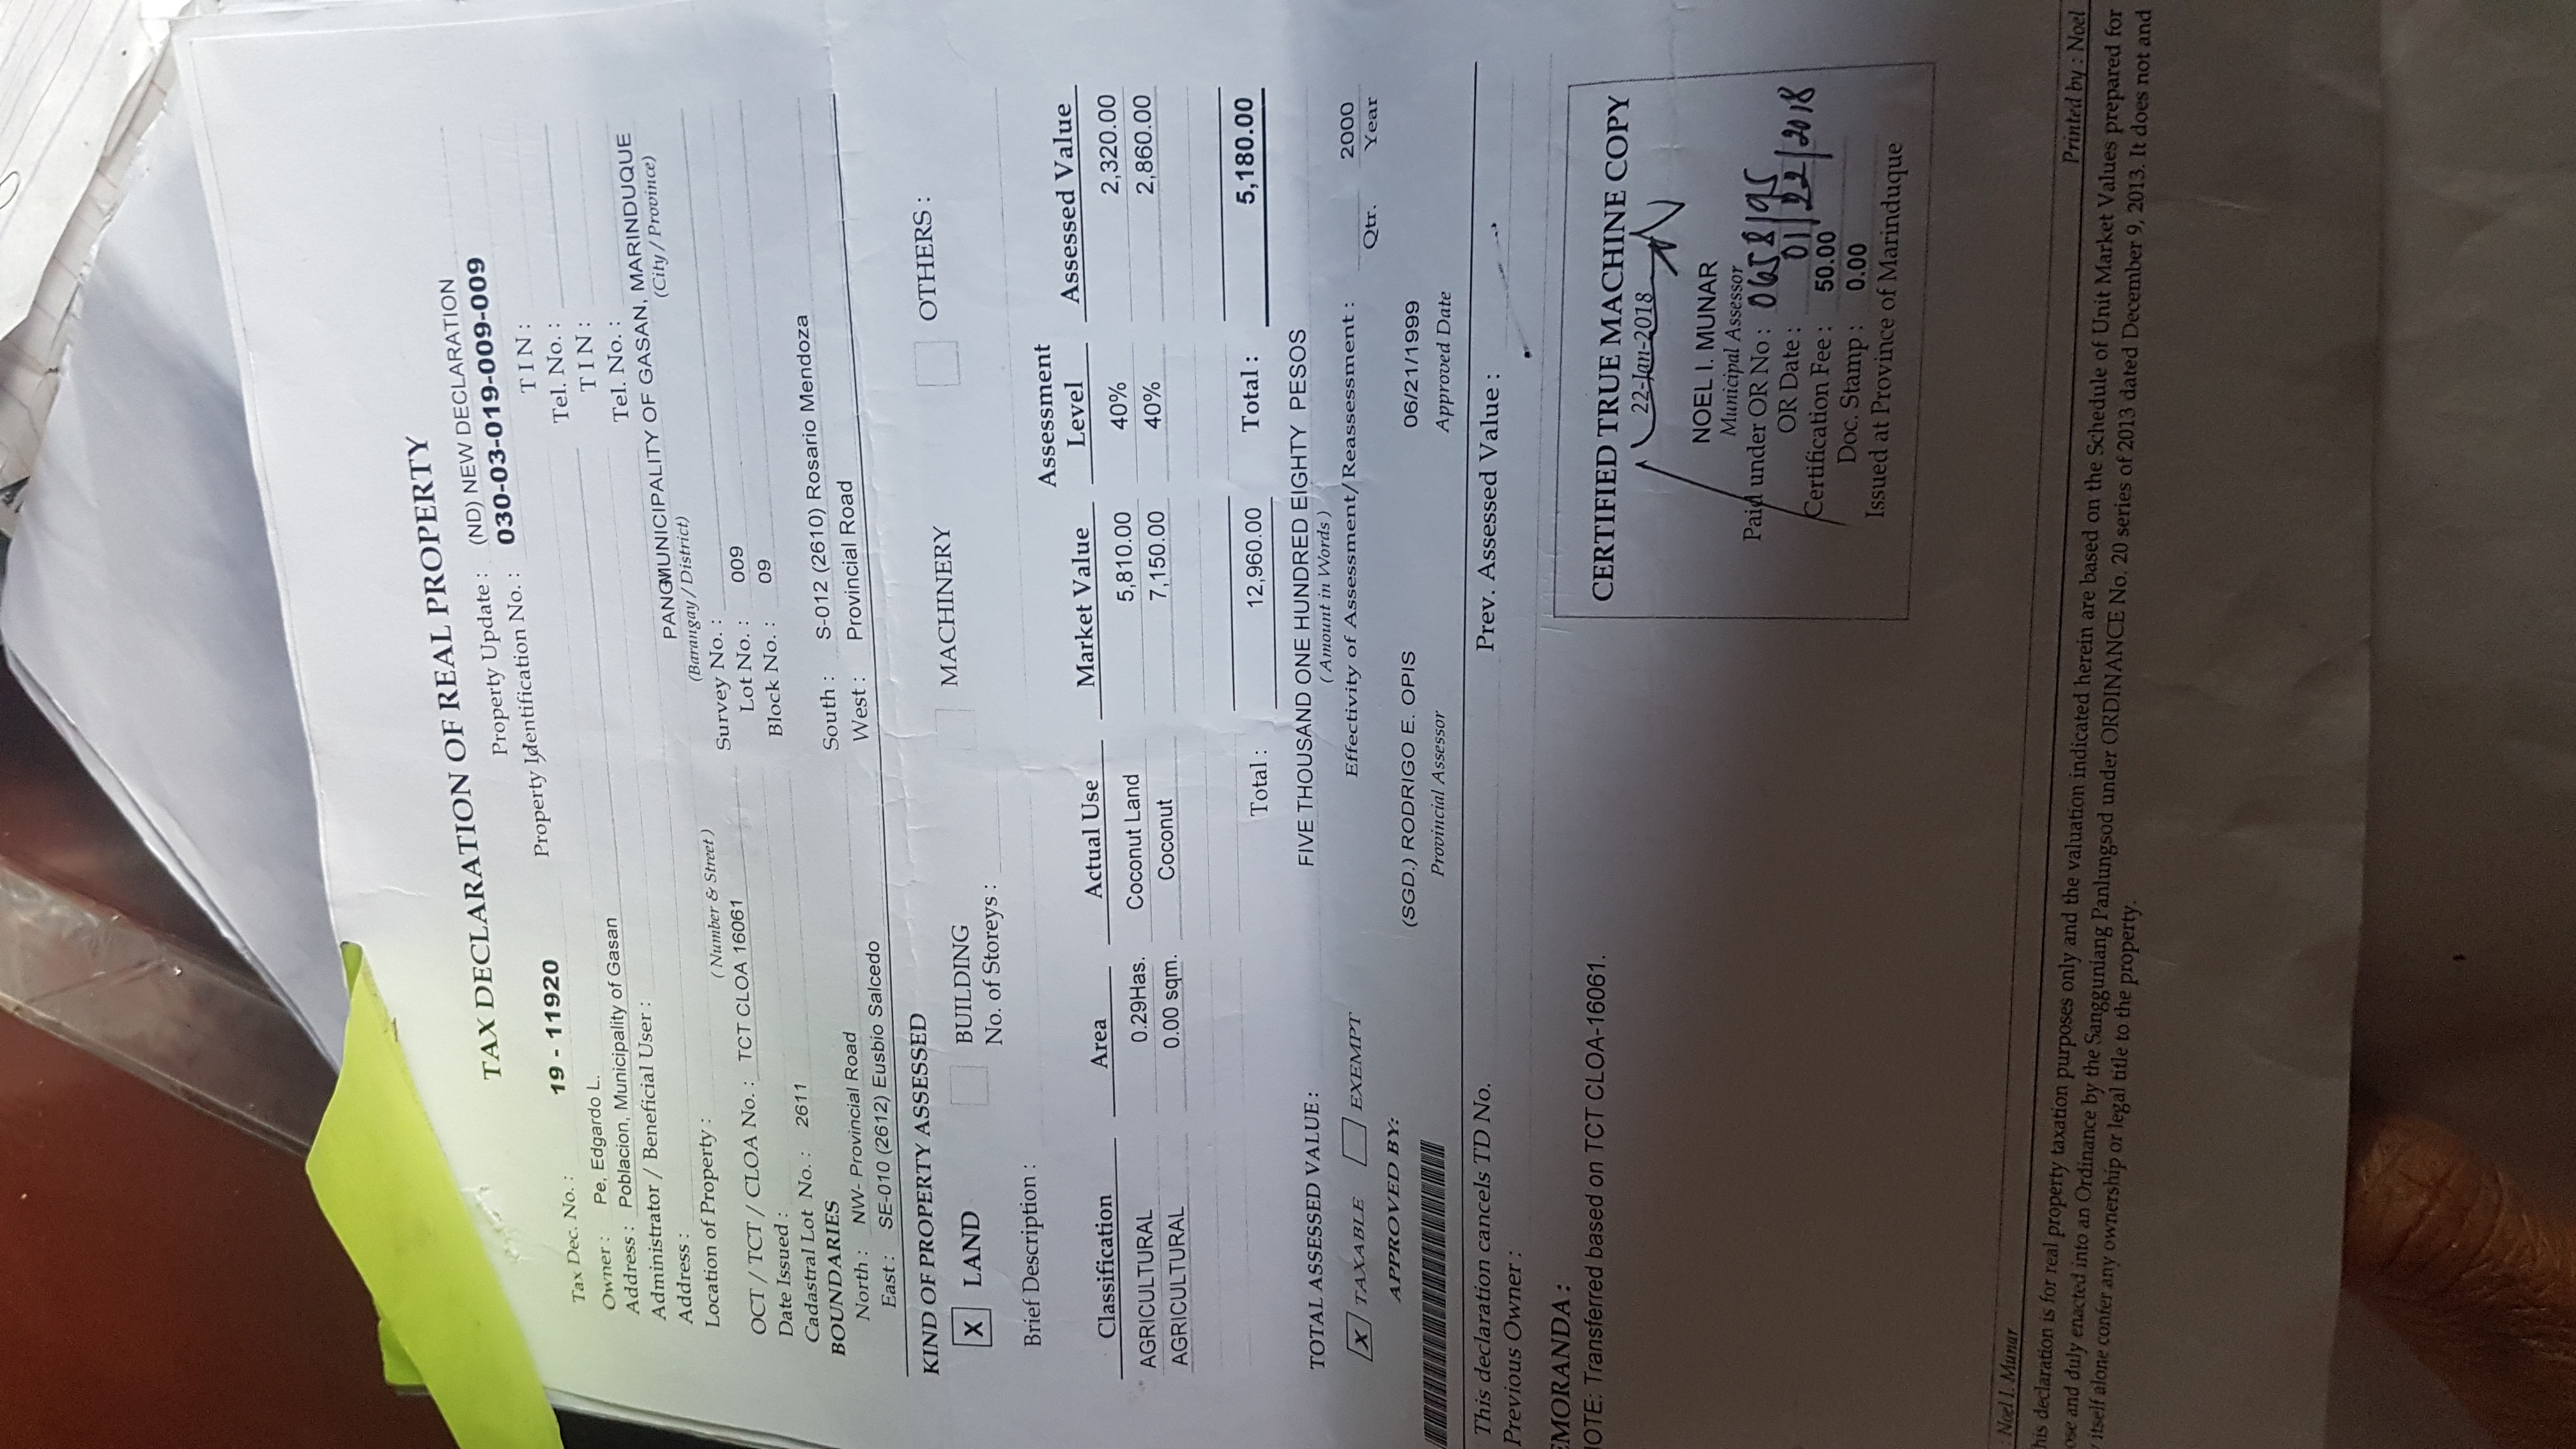 TAX DECLARATION OF REAL PROPERTY
Property Update : (ND) NEW DECLARATION
Property Identification No. : 030-03-019-009-009
Tax Dec. No. : 19 - 11920
TIN :
Owner : Pe, Edgardo L.
Tel. No. :
Address : Poblacion, Municipality of Gasan
TIN :
Administrator / Beneficial User :
Tel. No. :
Address :
Location of Property : MUNICIPALITY OF GASAN, MARINDUQUE
( Number & Street ) (Barangay / District) (City / Province)
OCT / TCT / CLOA No. : TCT CLOA 16061
Survey No. :
Date Issued :
Lot No. : 009
Cadastral Lot No. : 2611
Block No. : 09
BOUNDARIES
North : NW- Provincial Road
South : S-012 (2610) Rosario Mendoza
East : SE-010 (2612) Eusbio Salcedo
West : Provincial Road
KIND OF PROPERTY ASSESSED
X LAND BUILDING MACHINERY OTHERS :
No. of Storeys :
Brief Description :
Classification Area Actual Use Market Value Assessment Level Assessed Value
AGRICULTURAL 0.29Has. Coconut Land 5,810.00 40% 2,320.00
AGRICULTURAL 0.00 sqm. Coconut 7,150.00 40% 2,860.00
Total : 12,960.00 Total : 5,180.00
TOTAL ASSESSED VALUE : FIVE THOUSAND ONE HUNDRED EIGHTY PESOS
( Amount in Words )
X TAXABLE EXEMPT Effectivity of Assessment/Reassessment : 2000
Qtr. Year
APPROVED BY:
(SGD.) RODRIGO E. OPIS 06/21/1999
Provincial Assessor Approved Date
This declaration cancels TD No. Prev. Assessed Value :
Previous Owner :
EMORANDA :
NOTE: Transferred based on TCT CLOA-16061.
CERTIFIED TRUE MACHINE COPY
22-Jan-2018
NOEL I. MUNAR
Municipal Assessor
Paid under OR No : 0658195
OR Date : 01/22/2018
Certification Fee : 50.00
Doc. Stamp : 0.00
Issued at Province of Marinduque
: Noel I. Munar
Printed by : Noel
his declaration is for real property taxation purposes only and the valuation indicated herein are based on the Schedule of Unit Market Values prepared for
ose and duly enacted into an Ordinance by the Sangguniang Panlungsod under ORDINANCE No. 20 series of 2013 dated December 9, 2013. It does not and
y itself alone confer any ownership or legal title to the property.